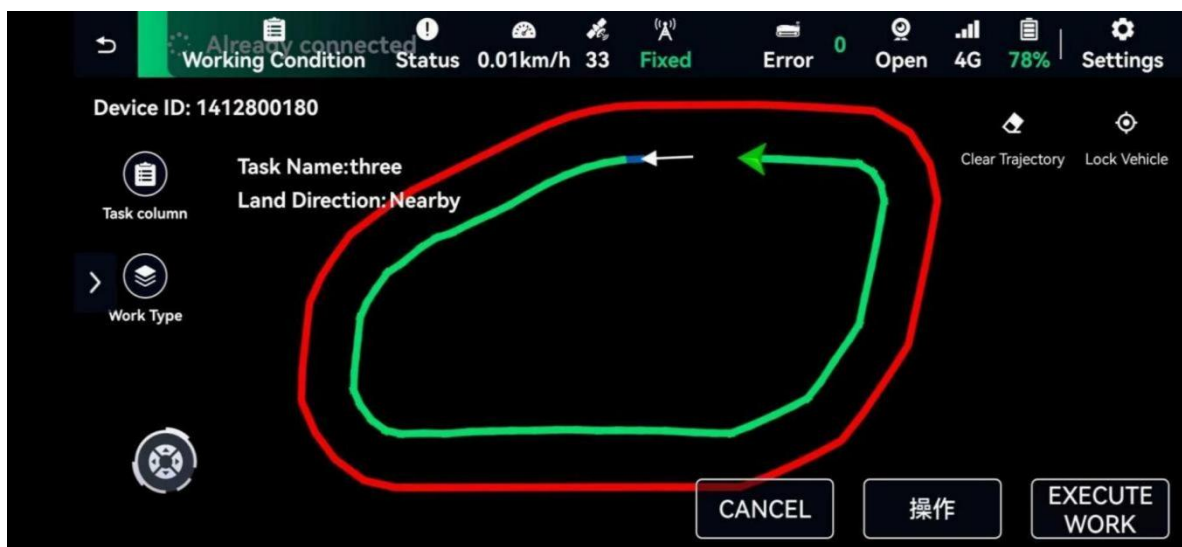 Already connected
Working Condition
Status
0.01km/h
33
Fixed
Error
0
Open
4G
78%
Settings
Device ID: 1412800180
Clear Trajectory
Lock Vehicle
Task Name:three
Land Direction:Nearby
Task column
Work Type
CANCEL
操作
EXECUTE
WORK